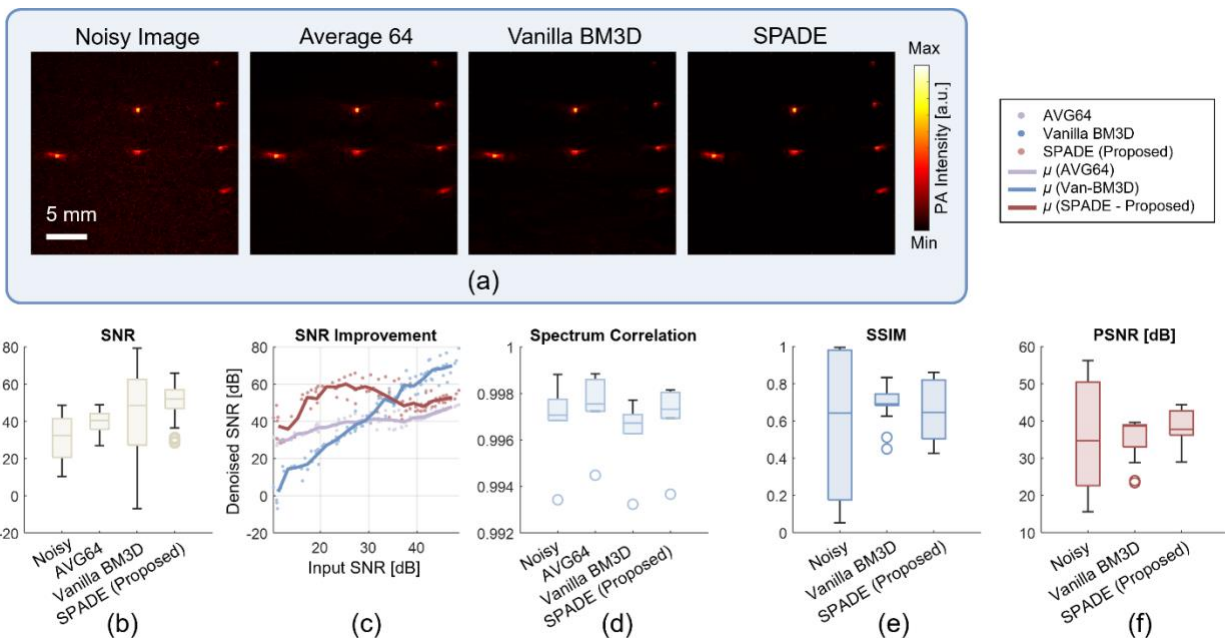 Noisy Image
Average 64
Vanilla BM3D
SPADE
Max
PA Intensity [a.u.]
Min
5 mm
(a)
AVG64
Vanilla BM3D
SPADE (Proposed)
μ (AVG64)
μ (Van-BM3D)
μ (SPADE - Proposed)
SNR
80
60
40
20
0
-20
Noisy
AVG64
Vanilla BM3D
SPADE (Proposed)
(b)
SNR Improvement
Denoised SNR [dB]
80
60
40
20
0
-20
20
30
40
Input SNR [dB]
(c)
Spectrum Correlation
1
0.998
0.996
0.994
0.992
Noisy
AVG64
Vanilla BM3D
SPADE (Proposed)
(d)
SSIM
1
0.8
0.6
0.4
0.2
0
Noisy
Vanilla BM3D
SPADE (Proposed)
(e)
PSNR [dB]
60
50
40
30
20
10
Noisy
Vanilla BM3D
SPADE (Proposed)
(f)